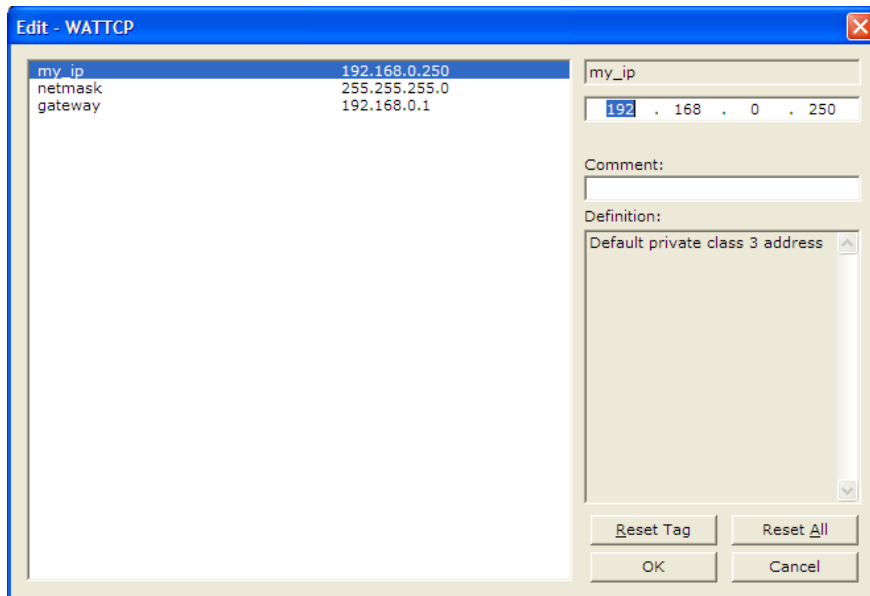 Edit - WATTCP
my_ip 192.168.0.250
netmask 255.255.255.0
gateway 192.168.0.1
my_ip
192 . 168 . 0 . 250
Comment:
Definition:
Default private class 3 address
Reset Tag Reset All
OK Cancel